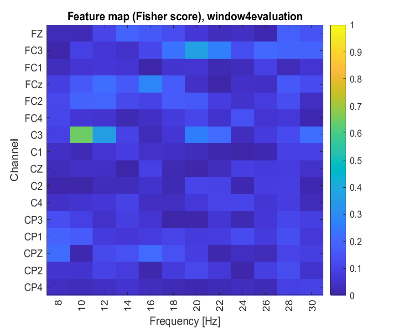 Feature map (Fisher score), window4evaluation
Channel
FZ
FC3
FC1
FCz
FC2
FC4
C3
C1
CZ
C2
C4
CP3
CP1
CPZ
CP2
CP4
8 10 12 14 16 18 20 22 24 26 28 30
Frequency [Hz]
1
0.9
0.8
0.7
0.6
0.5
0.4
0.3
0.2
0.1
0